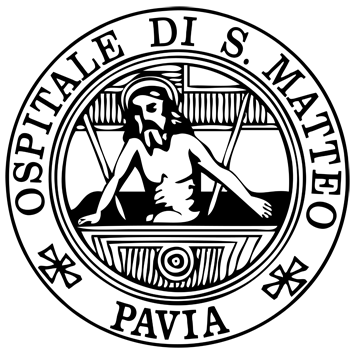 OSPITALE DI S. MATTEO
PAVIA